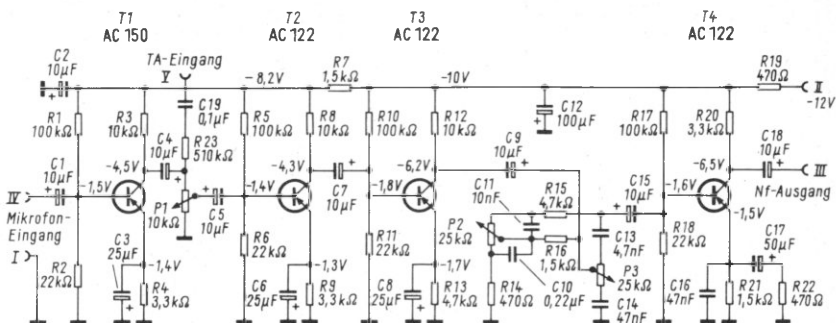 T1
AC 150
T2
AC 122
T3
AC 122
T4
AC 122
C2
10µF
TA-Eingang
V
-8,2V
R7
1,5kΩ
-10V
R19
470Ω
II
-12V
R1
100kΩ
R3
10kΩ
C19
0,1µF
R23
510kΩ
R5
100kΩ
R8
10kΩ
R10
100kΩ
R12
10kΩ
C12
100µF
R17
100kΩ
R20
3,3kΩ
C18
10µF
III
Nf-Ausgang
C1
10µF
IV
Mikrofon-
Eingang
I
-1,5V
-4,5V
C4
10µF
P1
10kΩ
C5
10µF
-1,4V
-4,3V
C7
10µF
-1,8V
-6,2V
C9
10µF
C11
10nF
R15
4,7kΩ
C15
10µF
-1,6V
-6,5V
P2
25kΩ
C13
4,7nF
R16
1,5kΩ
P3
25kΩ
R18
22kΩ
-1,5V
C17
50µF
R2
22kΩ
C3
25µF
-1,4V
R4
3,3kΩ
R6
22kΩ
C6
25µF
-1,3V
R9
3,3kΩ
R11
22kΩ
C8
25µF
-1,7V
R13
4,7kΩ
R14
470Ω
C10
0,22µF
C14
47nF
C16
47nF
R21
1,5kΩ
R22
470Ω